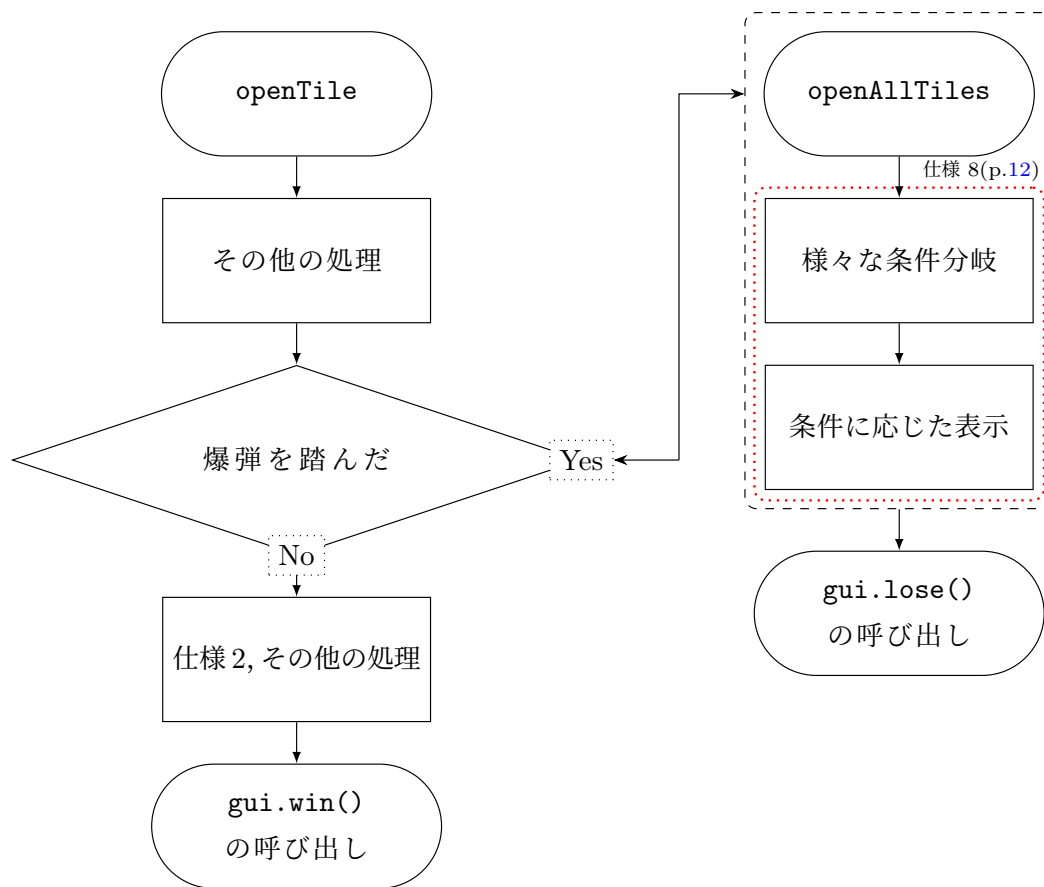 openTile
その他の処理
爆弾を踏んだ
Yes
No
仕様 2, その他の処理
gui.win()
の呼び出し
openAllTiles
仕様 8(p.12)
様々な条件分岐
条件に応じた表示
gui.lose()
の呼び出し